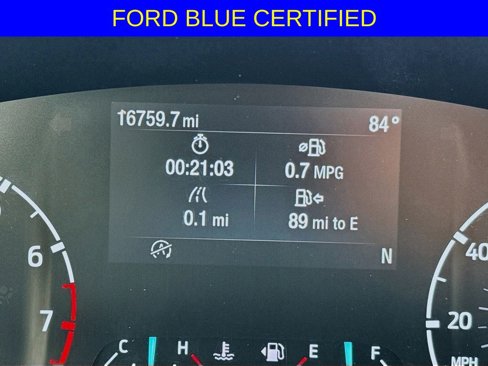 FORD BLUE CERTIFIED
16759.7 mi 84°
00:21:03 0.7 MPG
0.1 mi 89 mi to E
N
6 40
7 20
MPH
C H E F